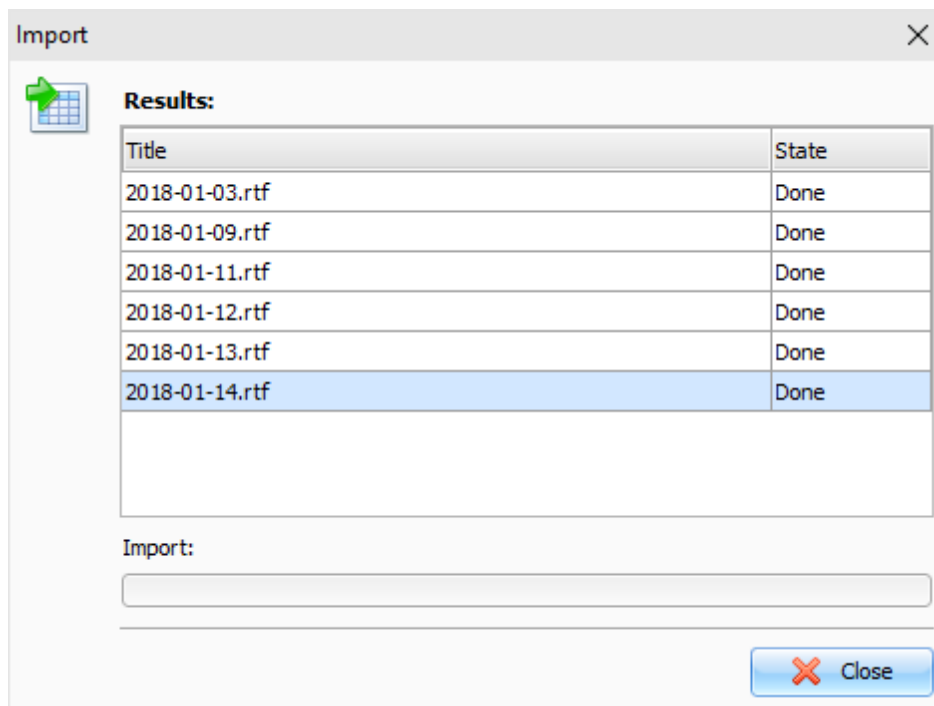 Import
Results:
Title State
2018-01-03.rtf Done
2018-01-09.rtf Done
2018-01-11.rtf Done
2018-01-12.rtf Done
2018-01-13.rtf Done
2018-01-14.rtf Done
Import:
Close